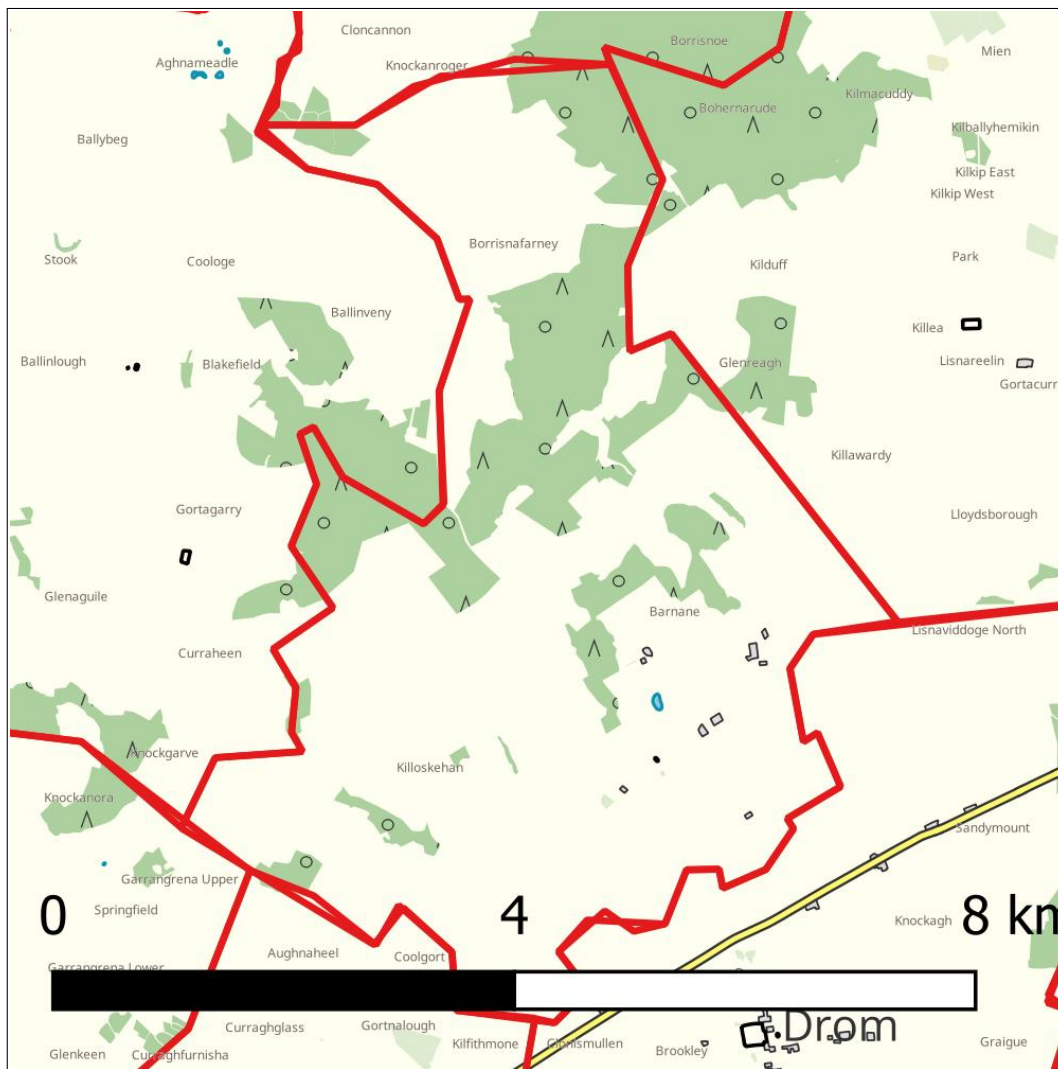 Cloncannon
Borrisnoe
Mien
Aghnameadle
Knockanroger
Kilmacuddy
Bohernarude
Kilballyhemikin
Ballybeg
Kilkip East
Kilkip West
Borrisnafarney
Park
Stook
Coologe
Kilduff
Ballinveny
Killea
Ballinlough
Blakefield
Glenreagh
Lisnareelin
Gortacurr
Killawardy
Gortagarry
Lloydsborough
Glenaguile
Barnane
Lisnaviddoge North
Curraheen
Knockgarve
Killoskehan
Knockanora
Sandymount
Garrangrena Upper
Springfield
0
4
8 km
Knockagh
Aughnaheel
Coolgort
Garrangrena Lower
Curraghglass
Gortnalough
Drom
Glenkeen
Curraghfurnisha
Kilfithmone
Clonismullen
Brookley
Graigue